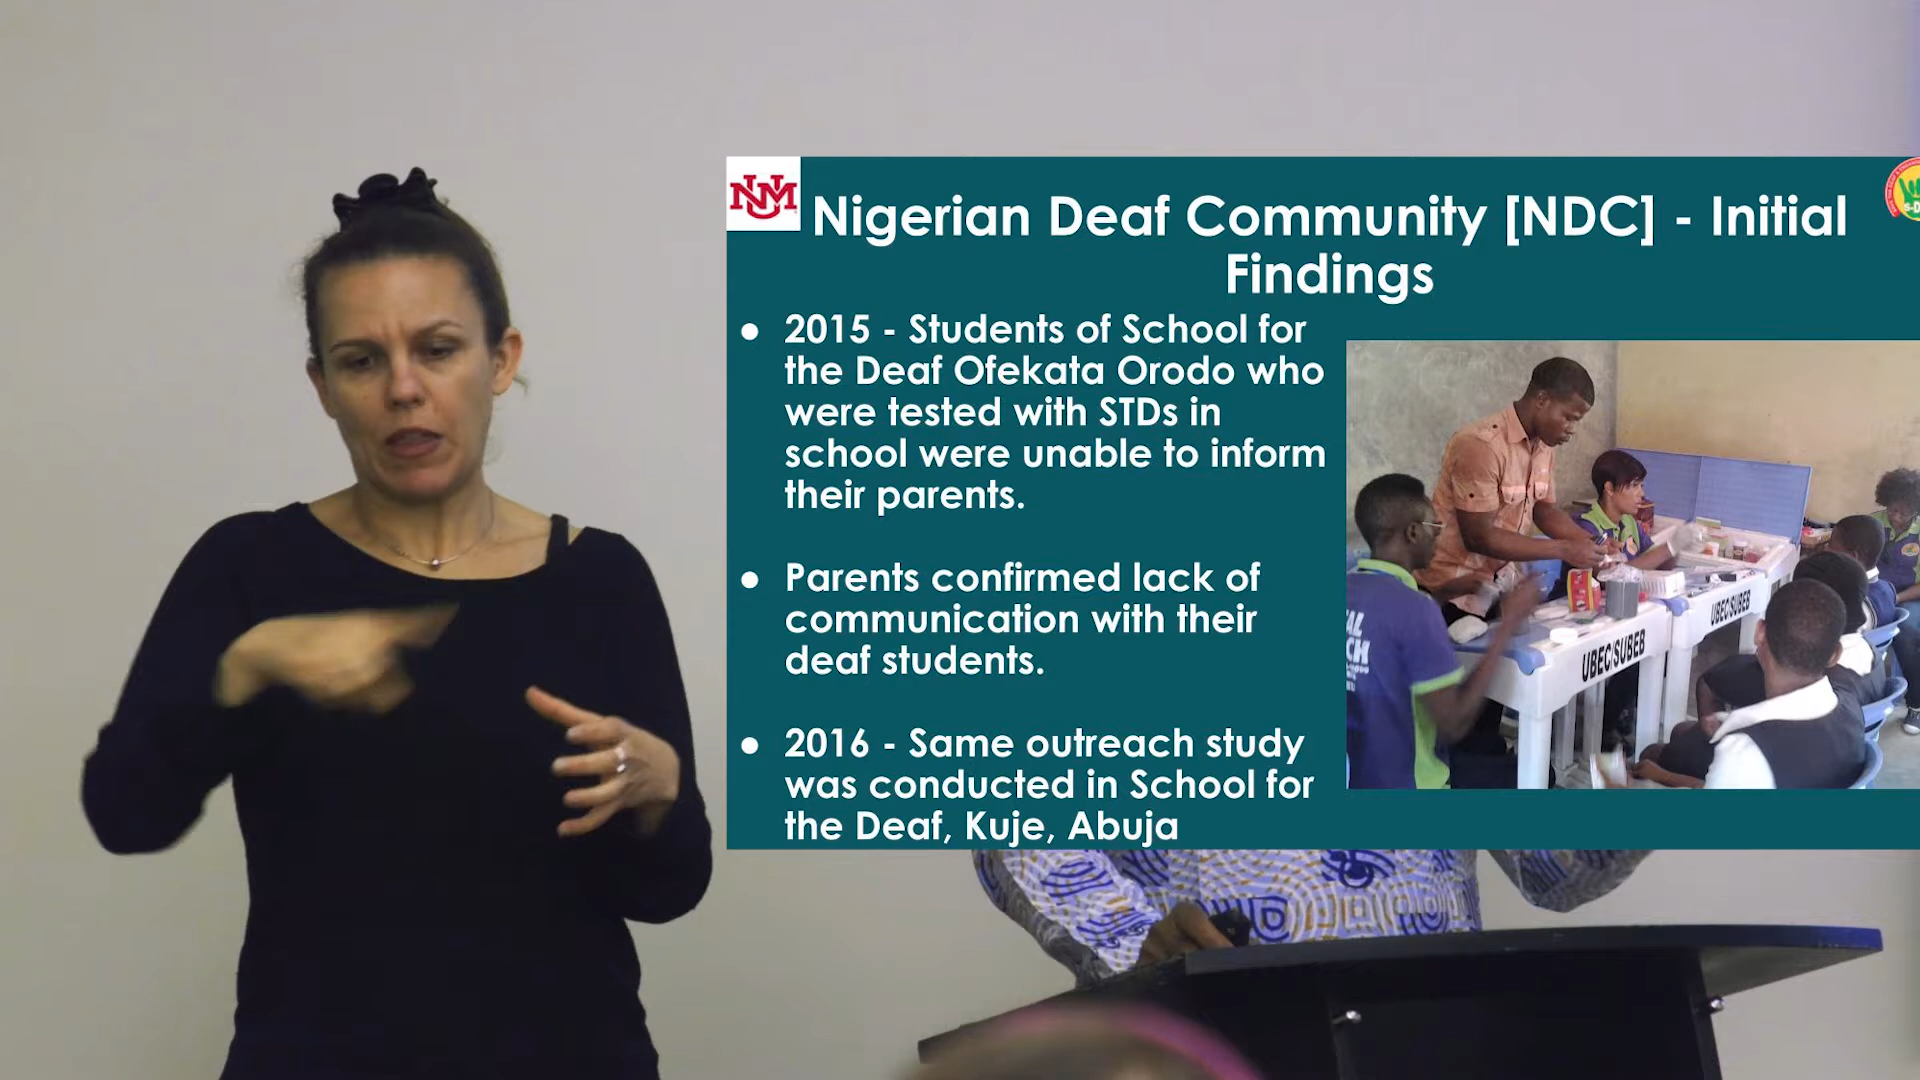 UNM
Nigerian Deaf Community [NDC] - Initial
Findings
● 2015 - Students of School for
the Deaf Ofekata Orodo who
were tested with STDs in
school were unable to inform
their parents.
● Parents confirmed lack of
communication with their
deaf students.
● 2016 - Same outreach study
was conducted in School for
the Deaf, Kuje, Abuja
UBEC/SUBEB
UBEC/SUBEB